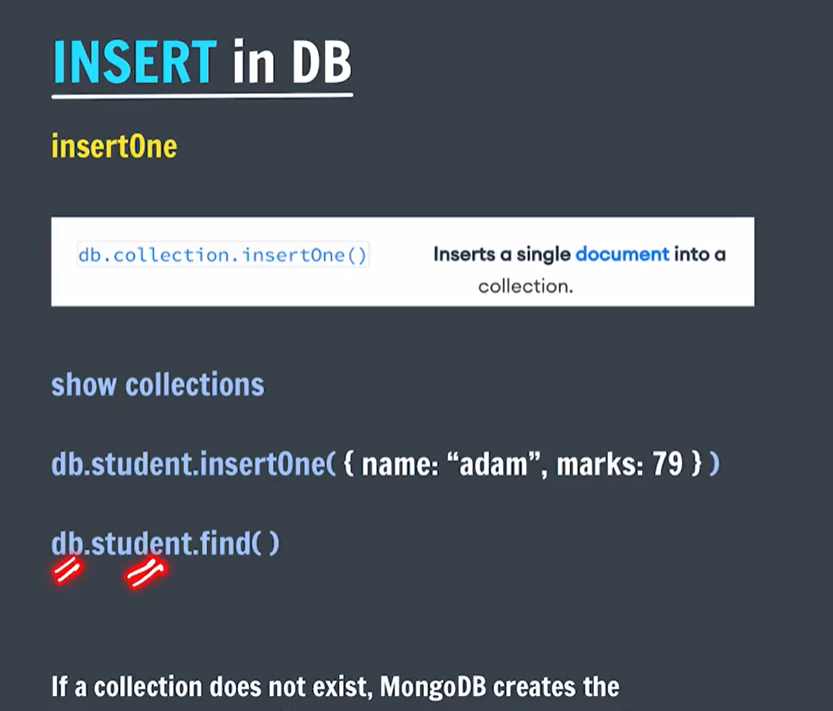 INSERT in DB
insertOne
db.collection.insertOne() Inserts a single document into a
collection.
show collections
db.student.insertOne( { name: “adam”, marks: 79 } )
db.student.find( )
If a collection does not exist, MongoDB creates the